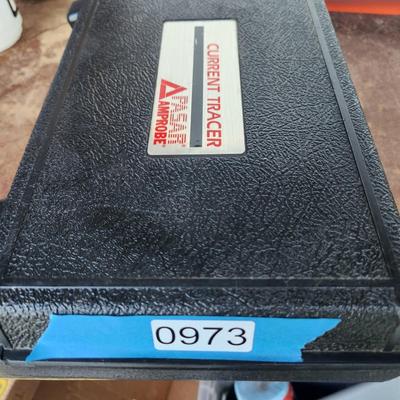 CURRENT TRACER
PASAR
AMPROBE
0973